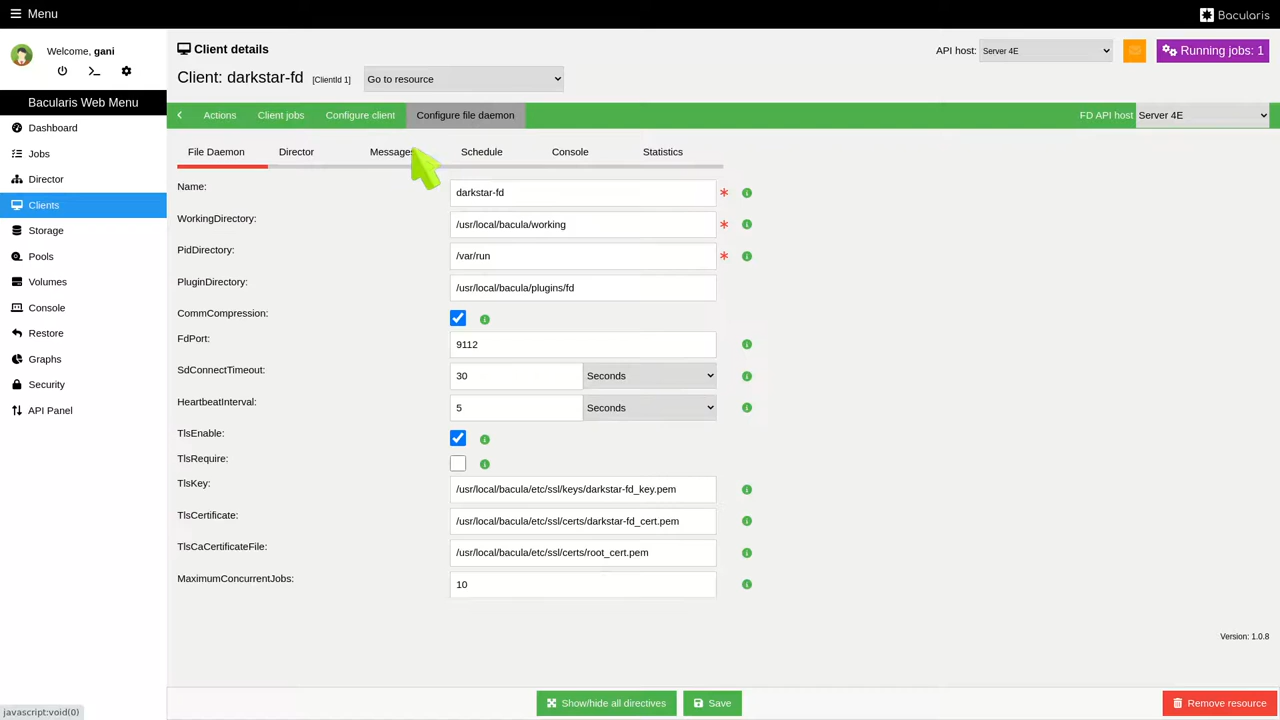 Menu
Bacularis
Welcome, gani
Client details
API host: Server 4E
Running jobs: 1
Client: darkstar-fd [ClientId 1] Go to resource
Bacularis Web Menu
Actions Client jobs Configure client Configure file daemon FD API host Server 4E
Dashboard
Jobs
Director
Clients
Storage
Pools
Volumes
Console
Restore
Graphs
Security
API Panel
File Daemon Director Messages Schedule Console Statistics
Name: darkstar-fd *
WorkingDirectory: /usr/local/bacula/working *
PidDirectory: /var/run *
PluginDirectory: /usr/local/bacula/plugins/fd
CommCompression:
FdPort: 9112
SdConnectTimeout: 30 Seconds
HeartbeatInterval: 5 Seconds
TlsEnable:
TlsRequire:
TlsKey: /usr/local/bacula/etc/ssl/keys/darkstar-fd_key.pem
TlsCertificate: /usr/local/bacula/etc/ssl/certs/darkstar-fd_cert.pem
TlsCaCertificateFile: /usr/local/bacula/etc/ssl/certs/root_cert.pem
MaximumConcurrentJobs: 10
Version: 1.0.8
Show/hide all directives Save Remove resource
javascript:void(0)